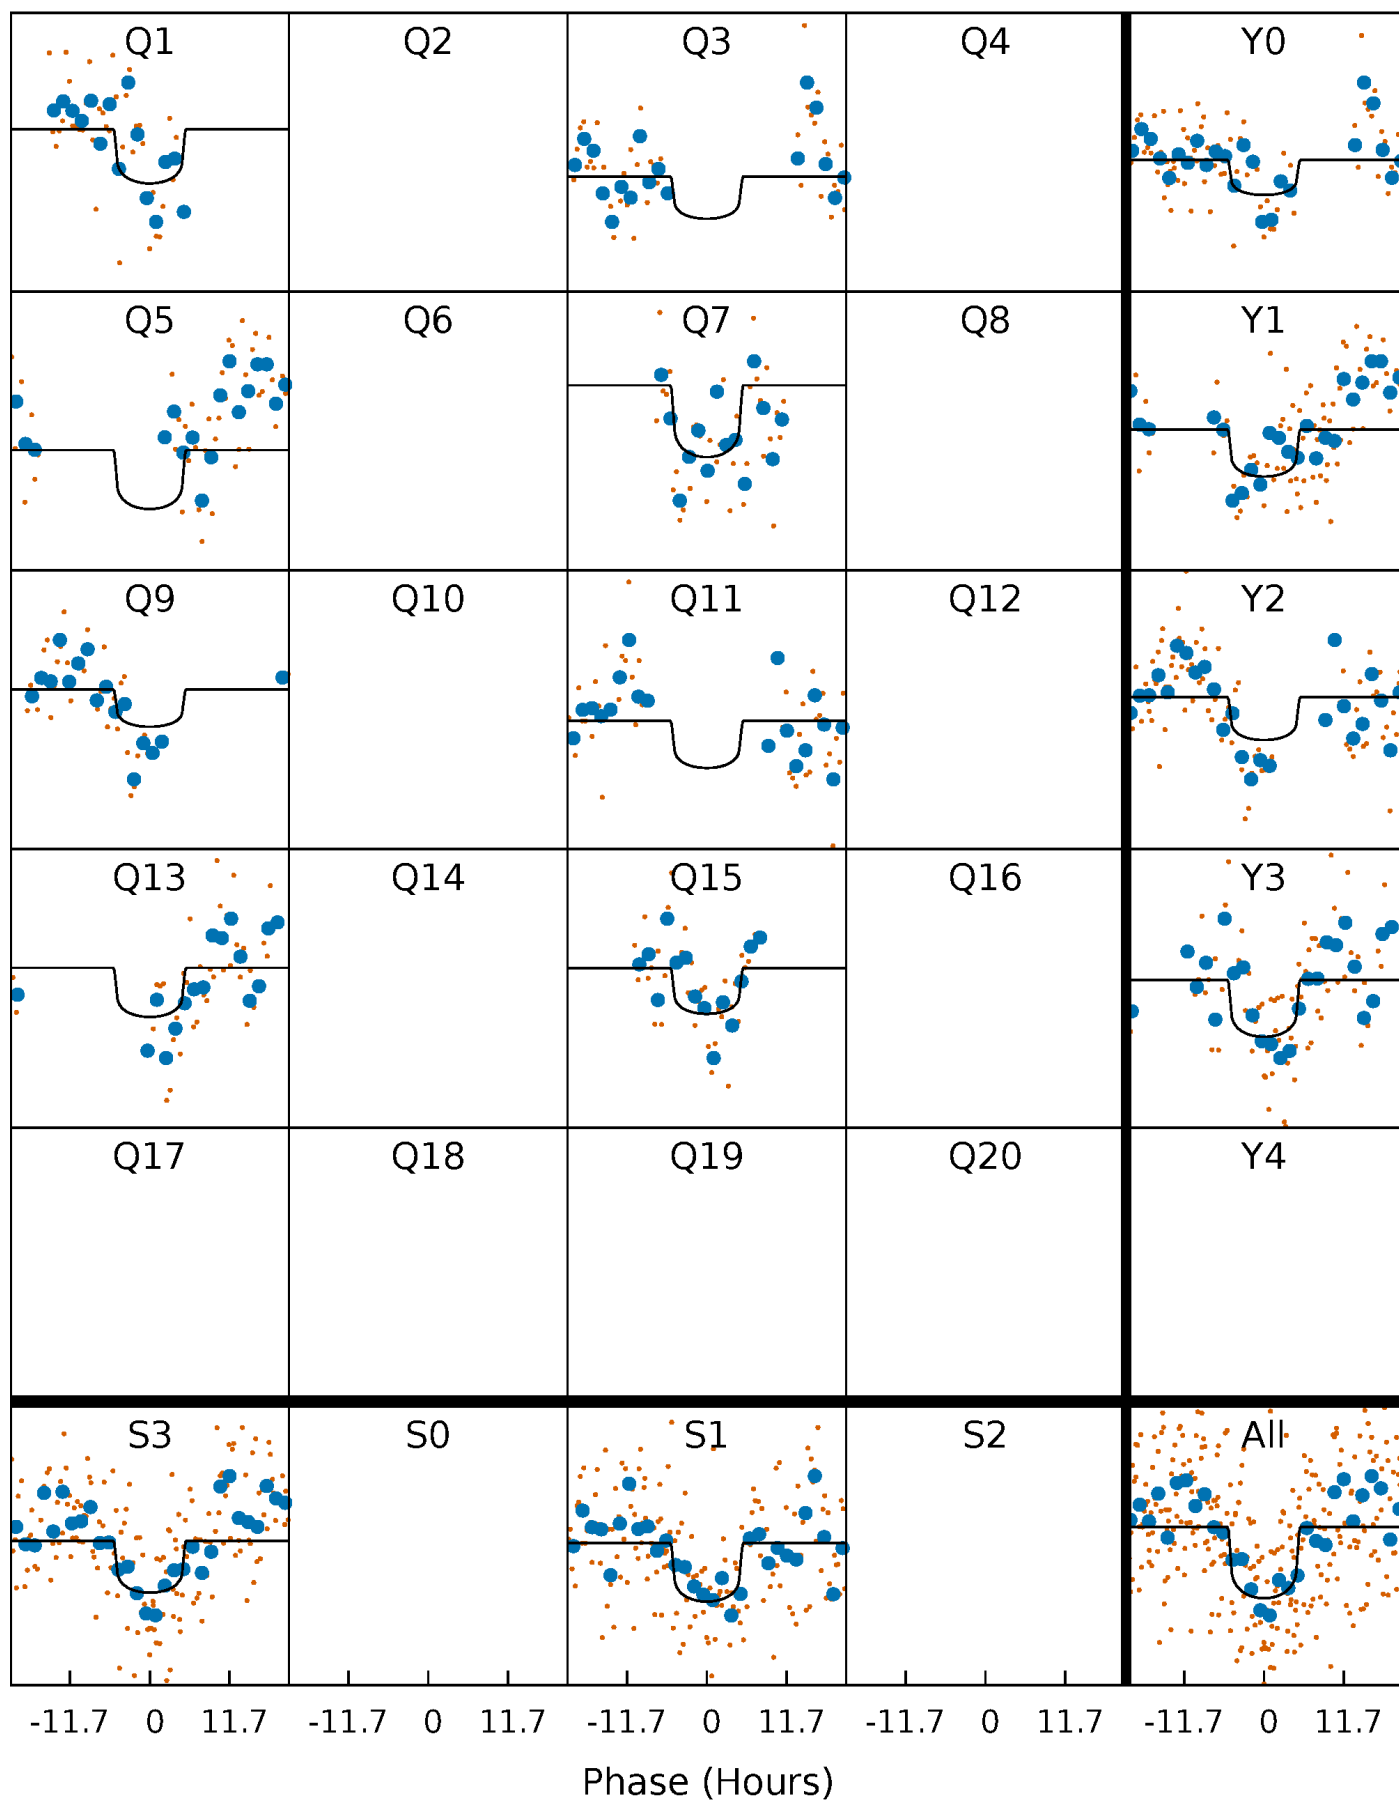 Q1 Q2 Q3 Q4 Y0
Q5 Q6 Q7 Q8 Y1
Q9 Q10 Q11 Q12 Y2
Q13 Q14 Q15 Q16 Y3
Q17 Q18 Q19 Q20 Y4
S3 S0 S1 S2 All
-11.7 0 11.7 -11.7 0 11.7 -11.7 0 11.7 -11.7 0 11.7 -11.7 0 11.7
Phase (Hours)